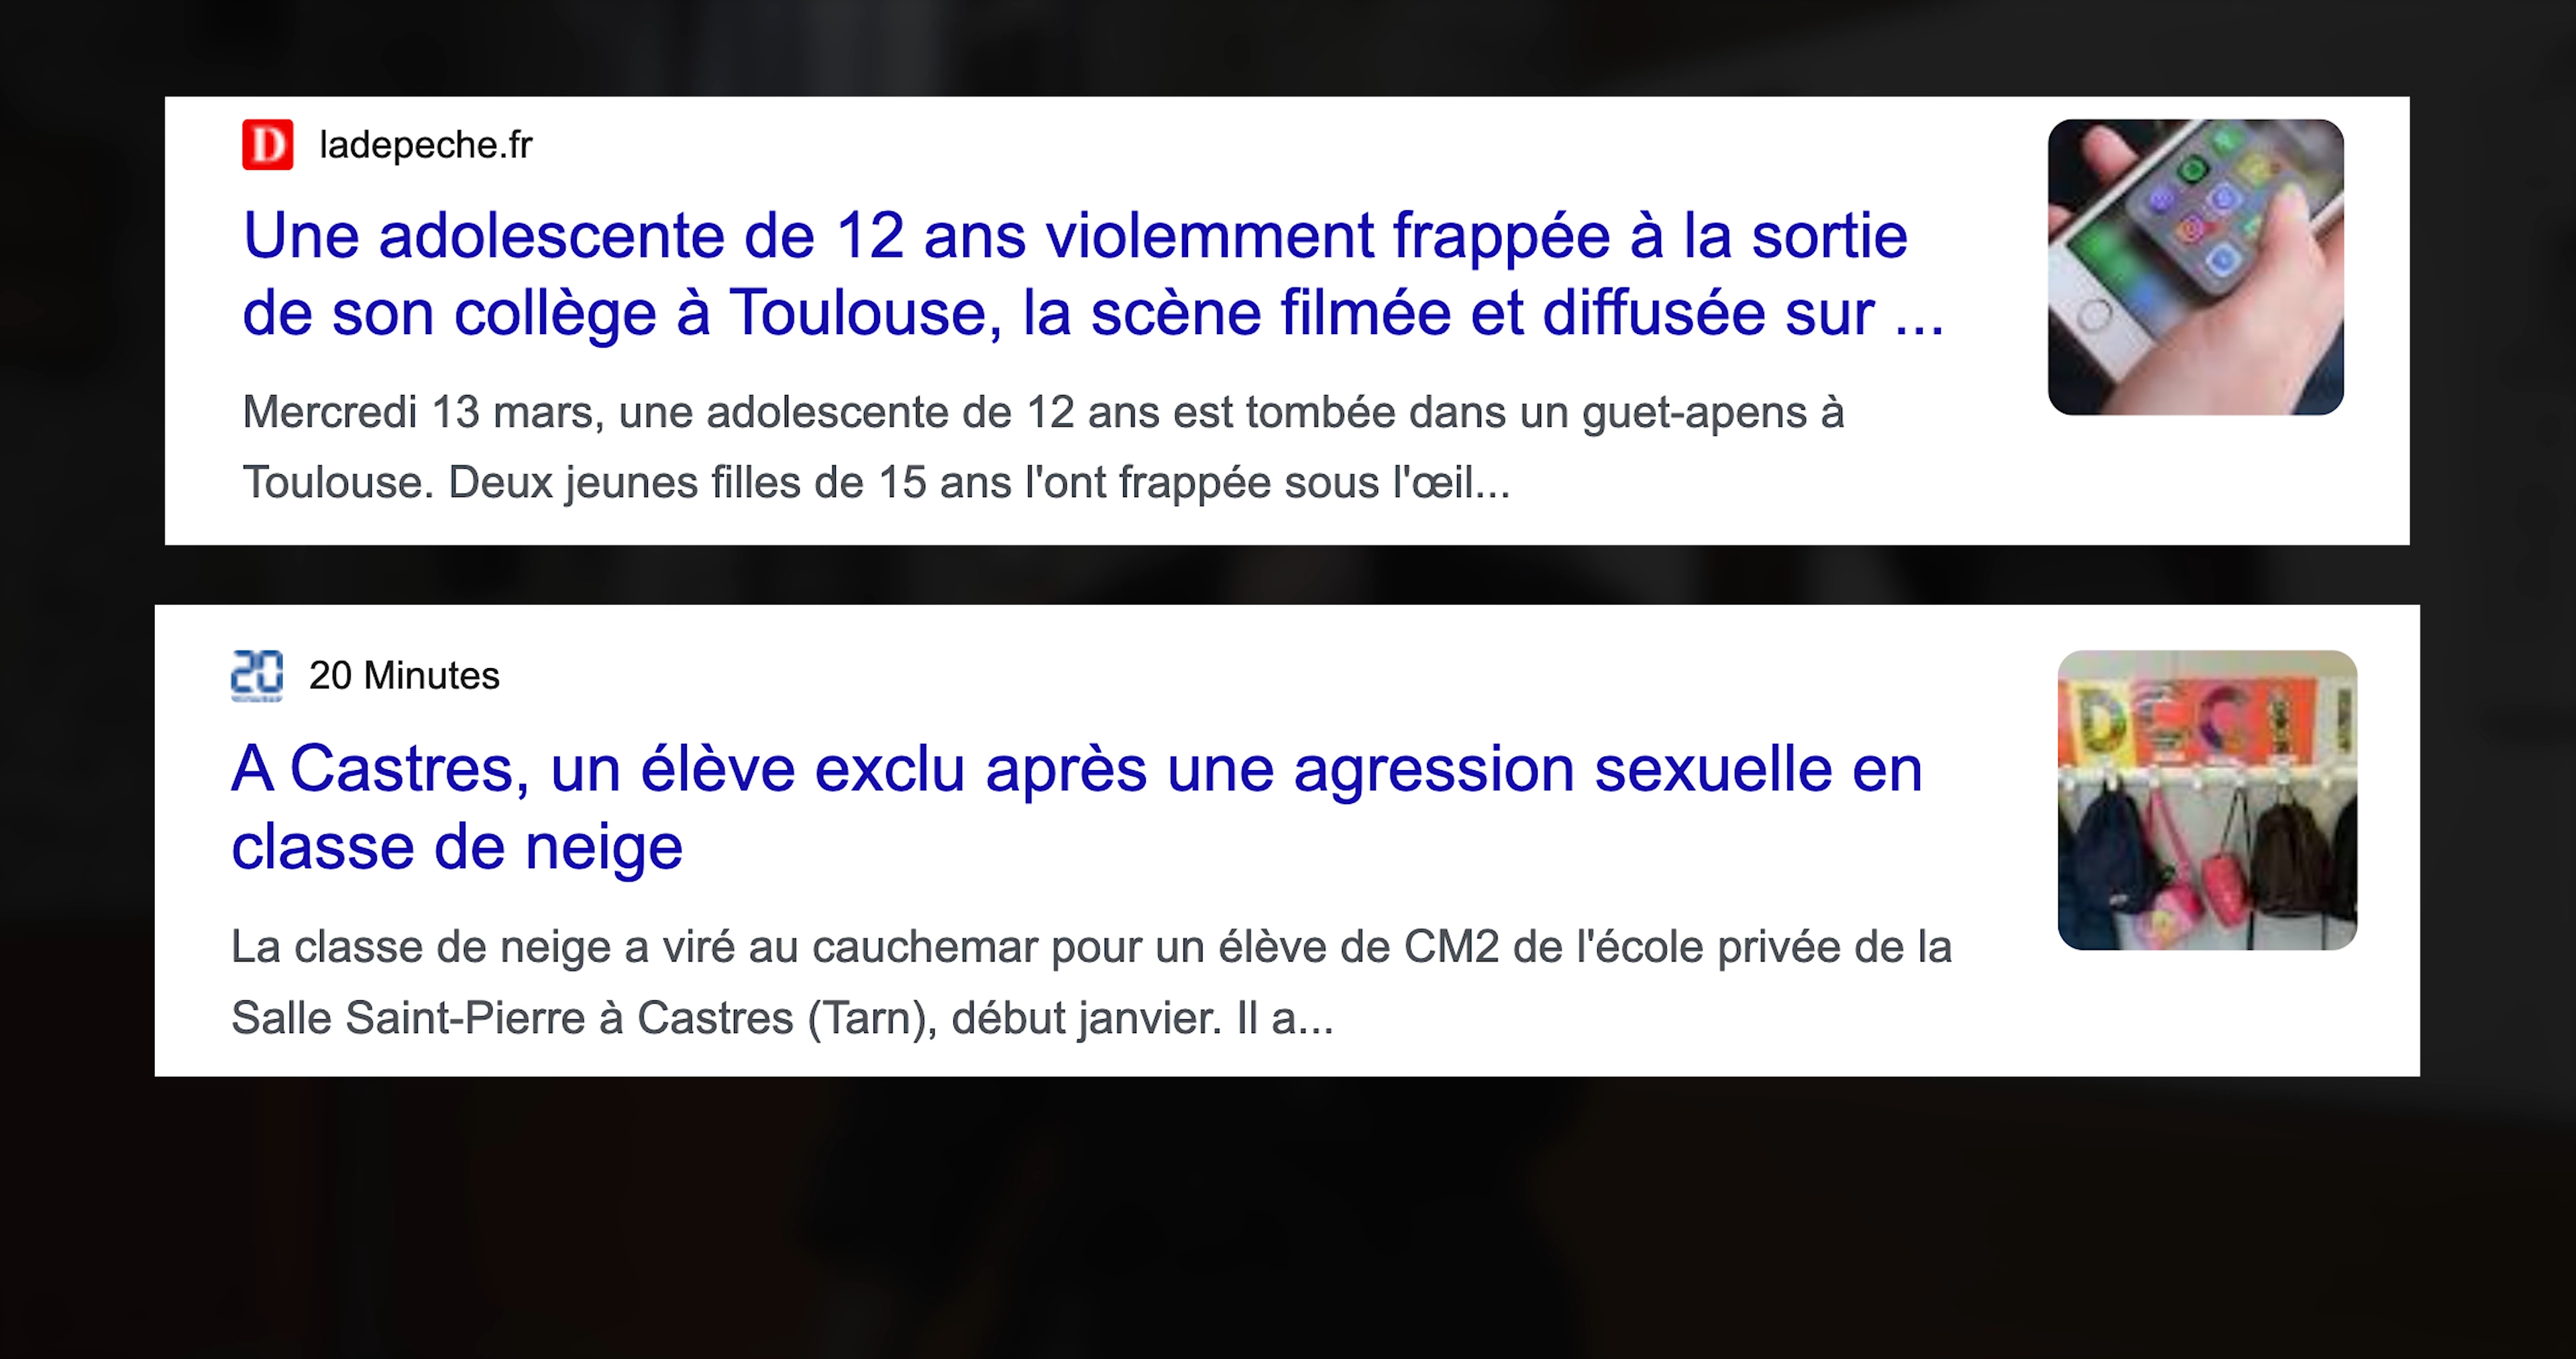 D ladepeche.fr
Une adolescente de 12 ans violemment frappée à la sortie
de son collège à Toulouse, la scène filmée et diffusée sur ...
Mercredi 13 mars, une adolescente de 12 ans est tombée dans un guet-apens à
Toulouse. Deux jeunes filles de 15 ans l'ont frappée sous l'œil...
20 20 Minutes
A Castres, un élève exclu après une agression sexuelle en
classe de neige
La classe de neige a viré au cauchemar pour un élève de CM2 de l'école privée de la
Salle Saint-Pierre à Castres (Tarn), début janvier. Il a...